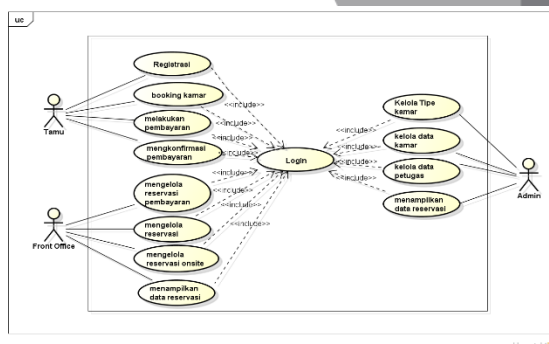 uc
Registrasi
booking kamar
melakukan
pembayaran
mengkonfirmasi
pembayaran
Tamu
mengelola
reservasi
pembayaran
mengelola
reservasi
mengelola
reservasi onsite
menampilkan
data reservasi
Front Office
<<include>>
<<include>>
<<include>>
<<include>>
<<include>>
<<include>>
<<include>>
<<include>>
Login
<<include>>
<<include>>
<<include>>
<<include>>
Kelola Tipe
kamar
kelola data
kamar
kelola data
petugas
menampilkan
data reservasi
Admin